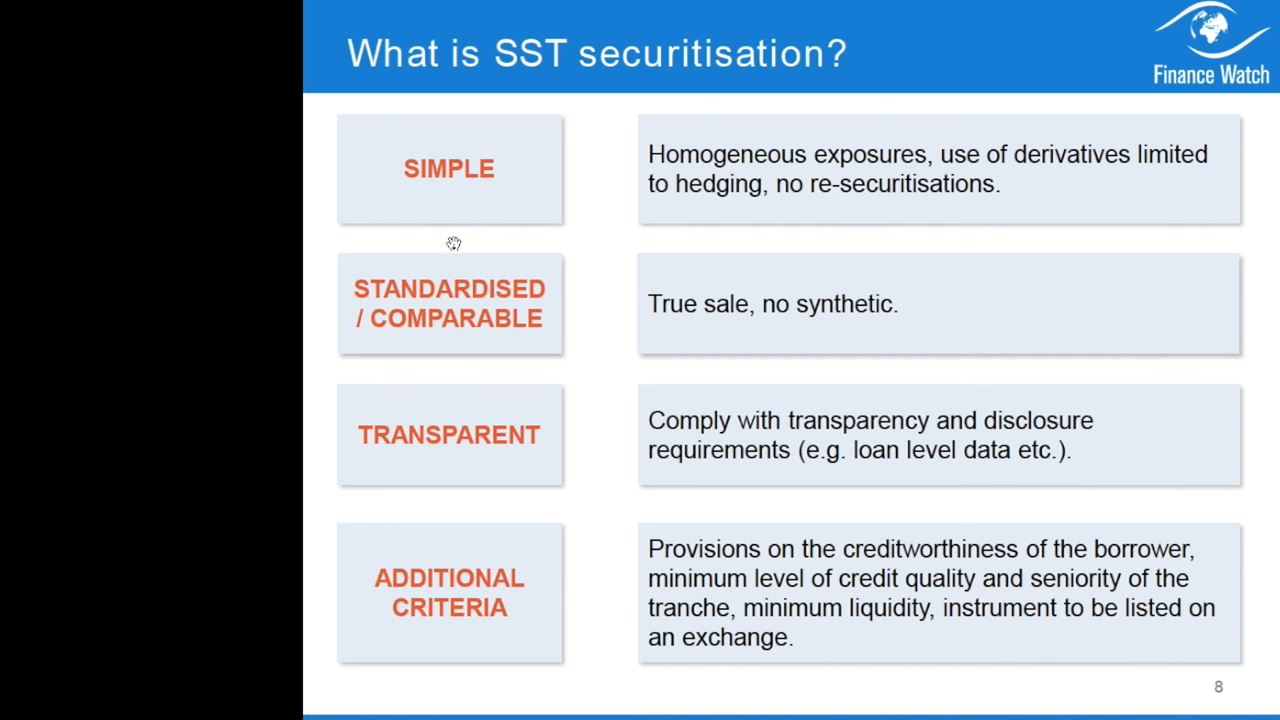 What is SST securitisation?
Finance Watch
SIMPLE
Homogeneous exposures, use of derivatives limited
to hedging, no re-securitisations.
STANDARDISED
/ COMPARABLE
True sale, no synthetic.
TRANSPARENT
Comply with transparency and disclosure
requirements (e.g. loan level data etc.).
ADDITIONAL
CRITERIA
Provisions on the creditworthiness of the borrower,
minimum level of credit quality and seniority of the
tranche, minimum liquidity, instrument to be listed on
an exchange.
8